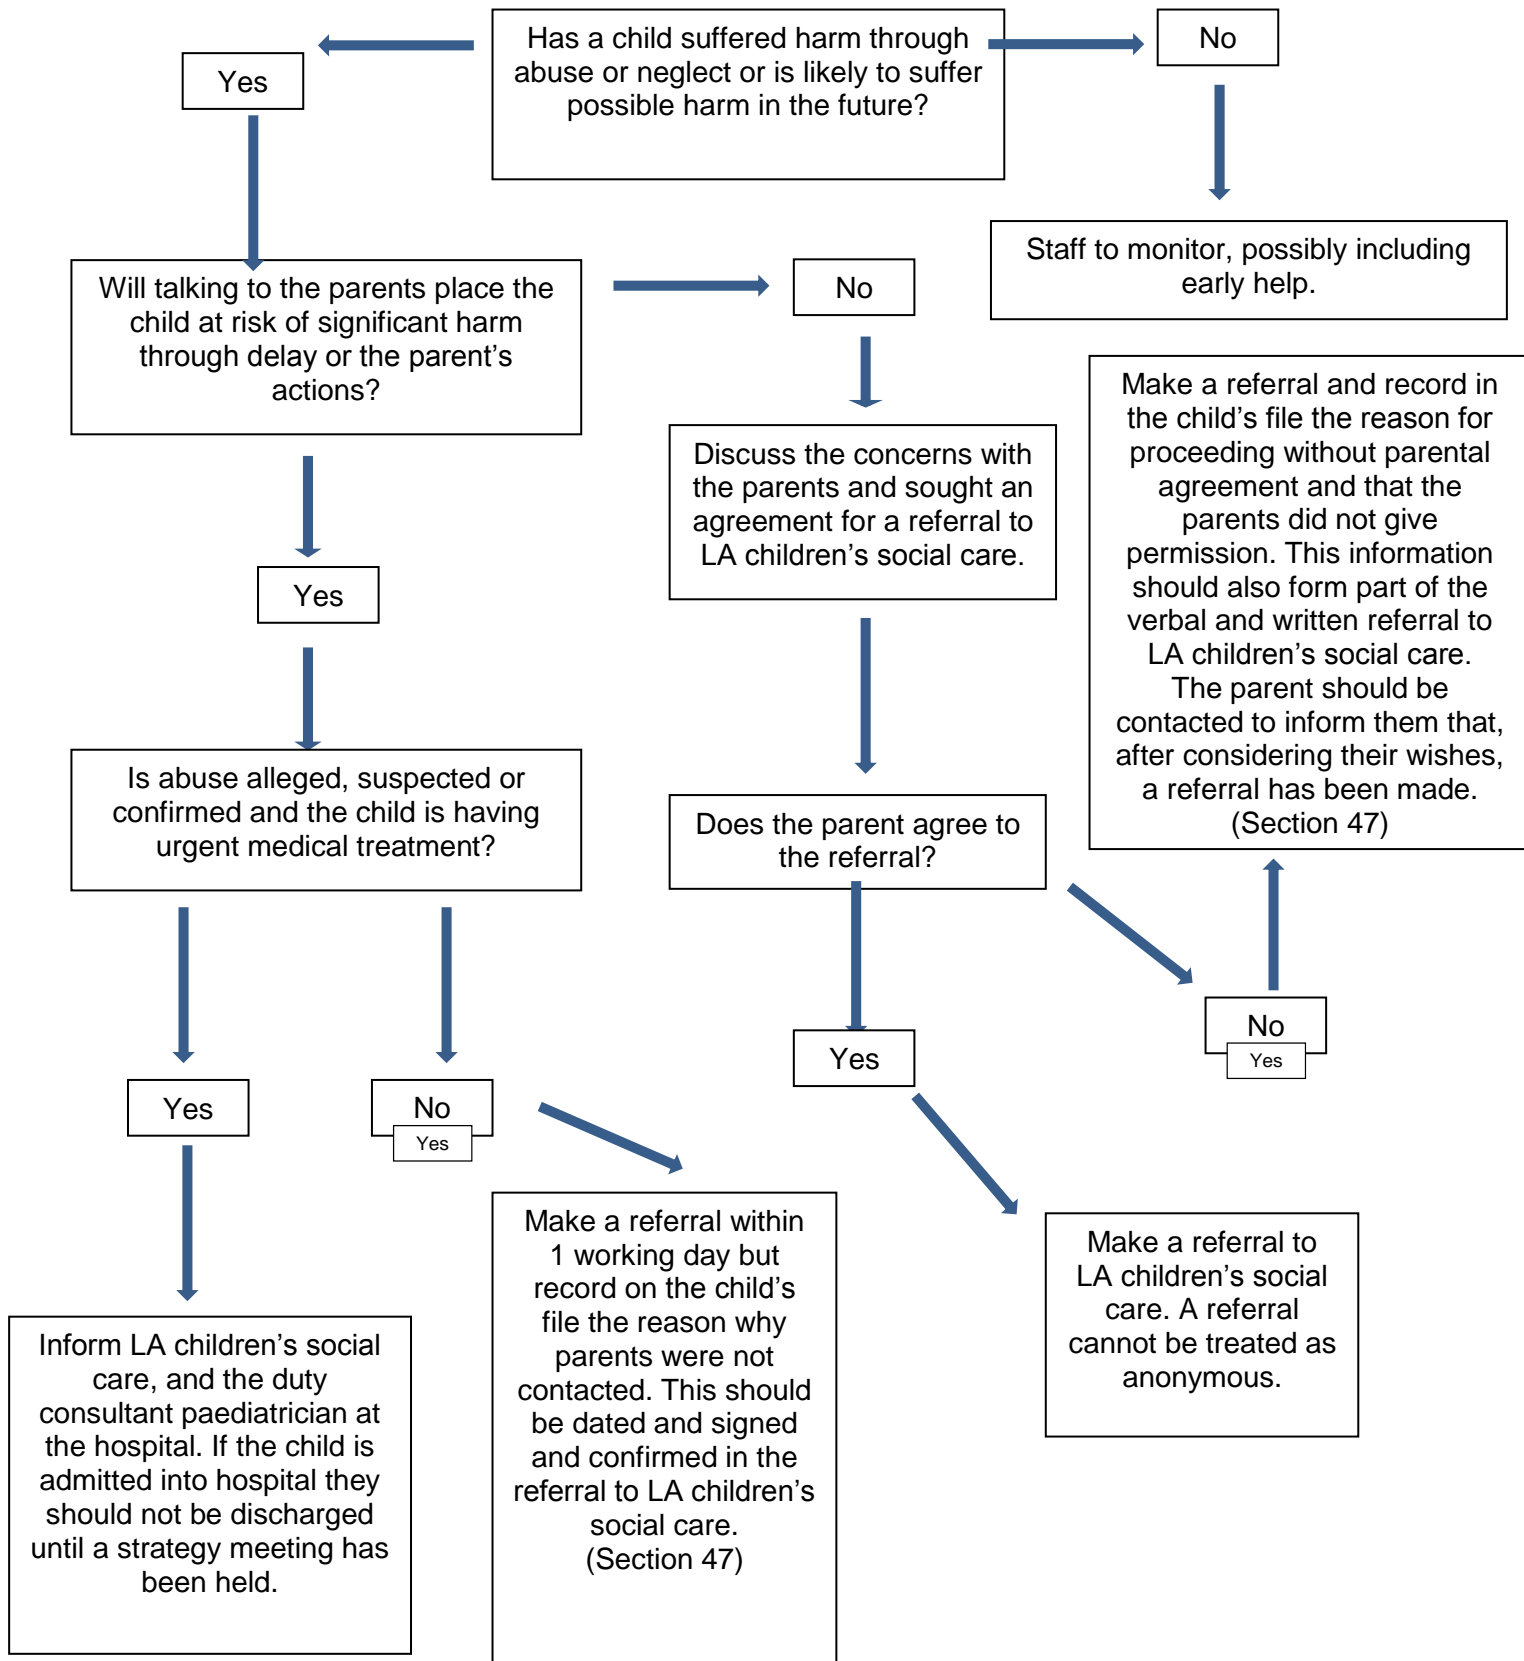 Has a child suffered harm through
abuse or neglect or is likely to suffer
possible harm in the future?
No
Yes
Staff to monitor, possibly including
early help.
Will talking to the parents place the
child at risk of significant harm
through delay or the parent’s
actions?
No
Make a referral and record in
the child’s file the reason for
proceeding without parental
agreement and that the
parents did not give
permission. This information
should also form part of the
verbal and written referral to
LA children’s social care.
The parent should be
contacted to inform them that,
after considering their wishes,
a referral has been made.
(Section 47)
Discuss the concerns with
the parents and sought an
agreement for a referral to
LA children’s social care.
Yes
Is abuse alleged, suspected or
confirmed and the child is having
urgent medical treatment?
Does the parent agree to
the referral?
No
Yes
Yes
Yes
No
Yes
Make a referral within
1 working day but
record on the child’s
file the reason why
parents were not
contacted. This should
be dated and signed
and confirmed in the
referral to LA children’s
social care.
(Section 47)
Make a referral to
LA children’s social
care. A referral
cannot be treated as
anonymous.
Inform LA children’s social
care, and the duty
consultant paediatrician at
the hospital. If the child is
admitted into hospital they
should not be discharged
until a strategy meeting has
been held.